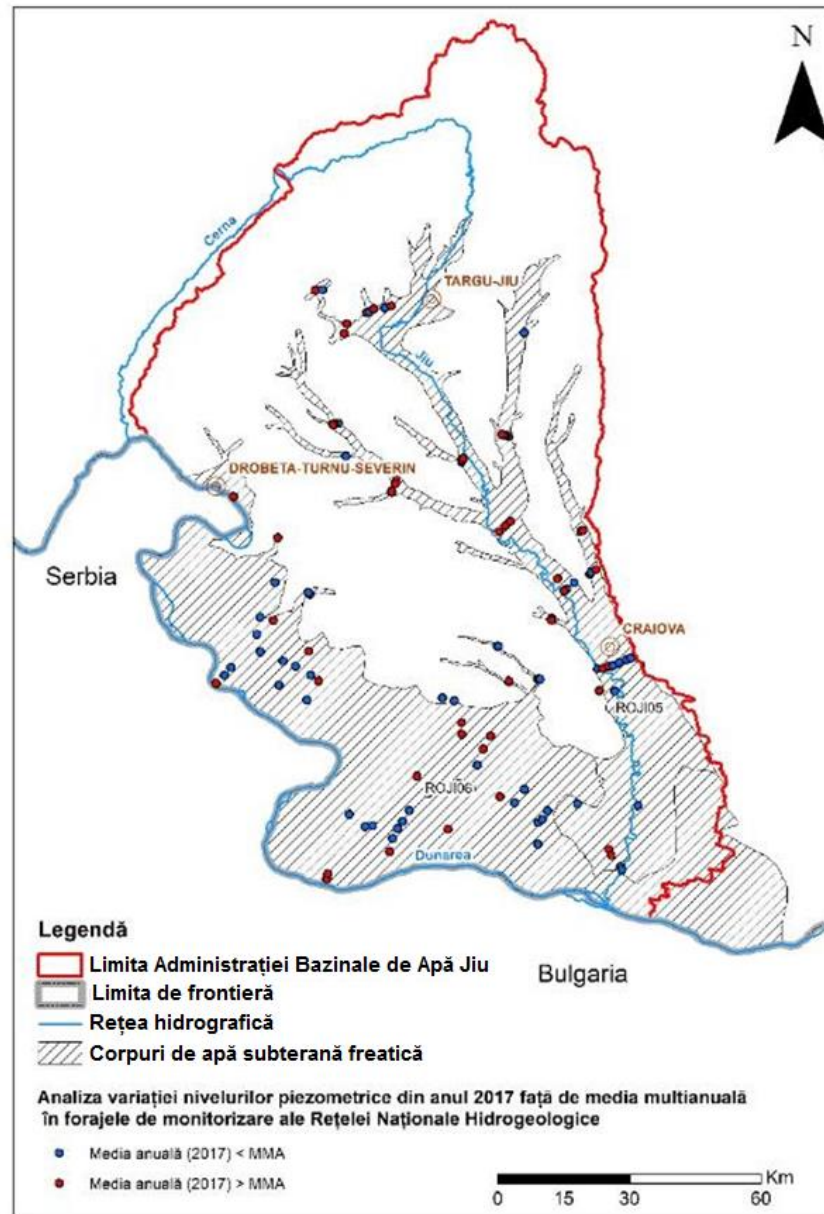 N
Cerna
TARGU-JIU
Jiu
DROBETA-TURNU-SEVERIN
Serbia
CRAIOVA
ROJI05
ROJI06
Dunarea
Bulgaria
Legendă
Limita Administrației Bazinale de Apă Jiu
Limita de frontieră
Rețea hidrografică
Corpuri de apă subterană freatică
Analiza variației nivelurilor piezometrice din anul 2017 față de media multianuală
în forajele de monitorizare ale Rețelei Naționale Hidrogeologice
Media anuală (2017) < MMA
Media anuală (2017) > MMA
Km
0 15 30 60